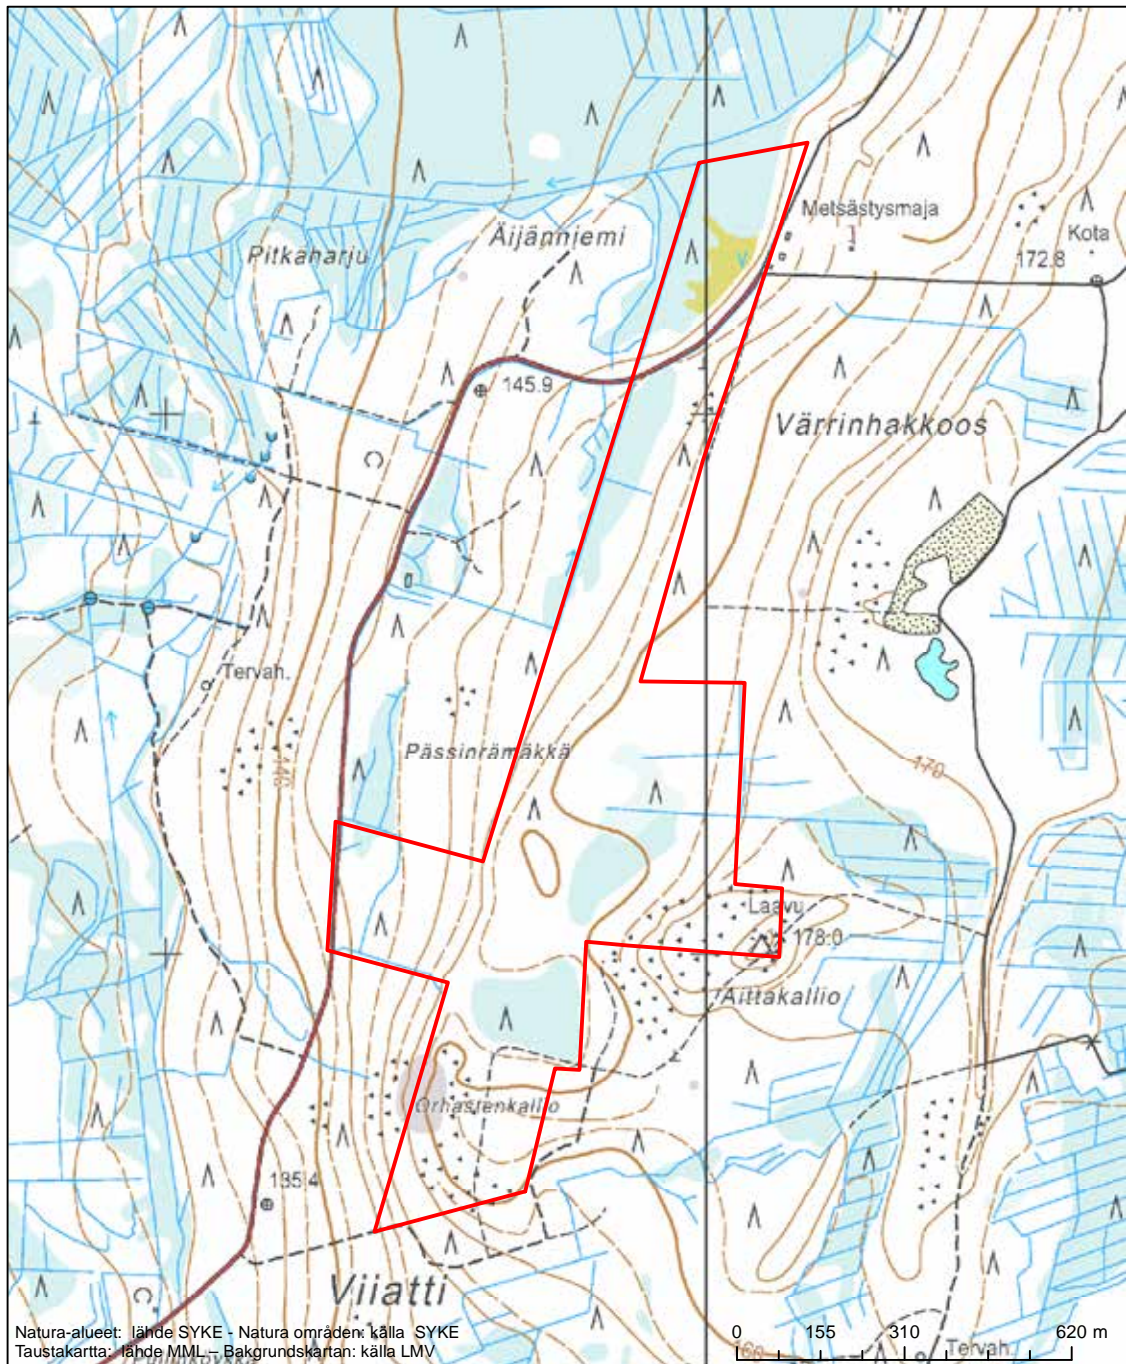 Metsästysmaja
Äijänniemi
Kota
Pitkäharju
172.8
145.9
Värrinhakkoos
Tervah.
Pässinrämäkkä
170
Laavu
178.0
Aittakallio
Orhastenkallio
135.4
Viiatti
Natura-alueet: lähde SYKE - Natura områden: källa SYKE
0 155 310 620 m
Taustakartta: lähde MML – Bakgrundskartan: källa LMV
Tervah.
160